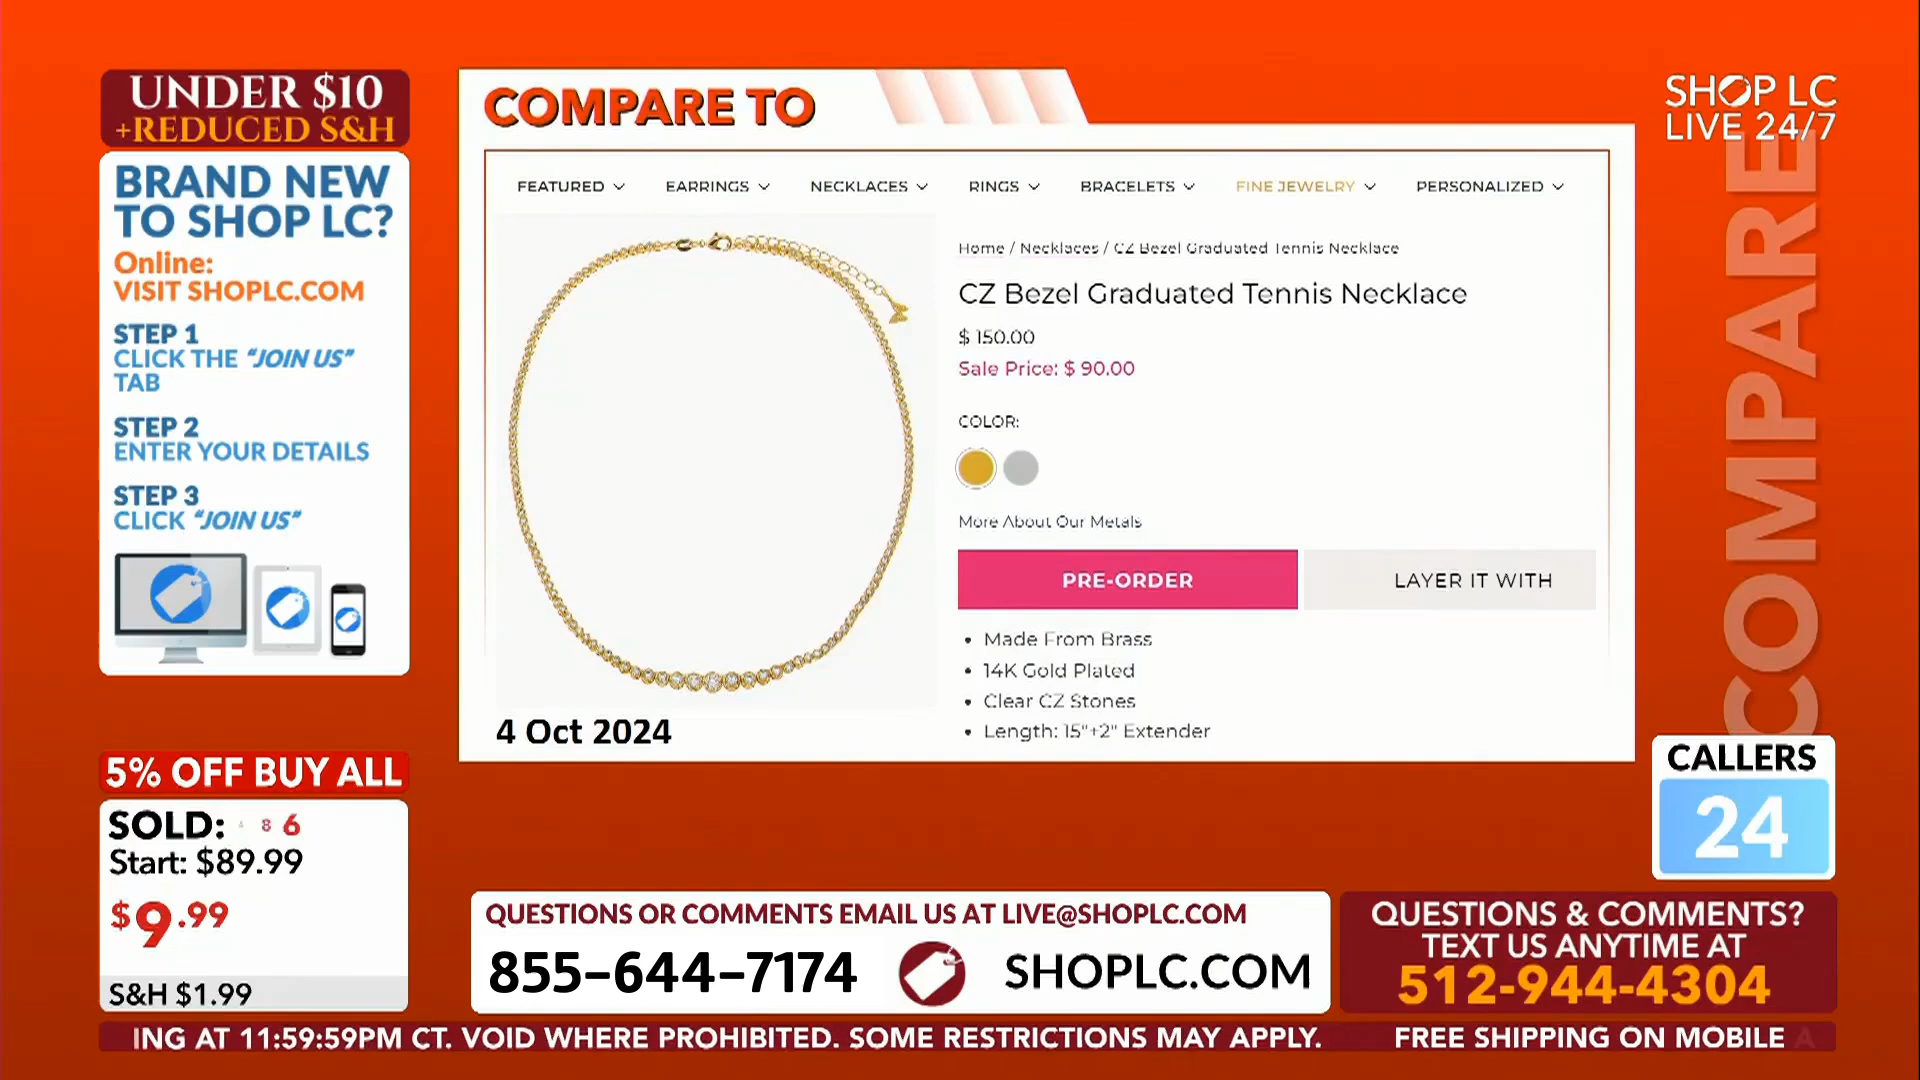 UNDER $10
+REDUCED S&H
BRAND NEW
TO SHOP LC?
Online:
VISIT SHOPLC.COM
STEP 1
CLICK THE “JOIN US”
TAB
STEP 2
ENTER YOUR DETAILS
STEP 3
CLICK “JOIN US”
5% OFF BUY ALL
SOLD: 86
Start: $89.99
$9.99
S&H $1.99
COMPARE TO
FEATURED EARRINGS NECKLACES RINGS BRACELETS FINE JEWELRY PERSONALIZED
Home / Necklaces / CZ Bezel Graduated Tennis Necklace
CZ Bezel Graduated Tennis Necklace
$ 150.00
Sale Price: $ 90.00
COLOR:
More About Our Metals
PRE-ORDER LAYER IT WITH
• Made From Brass
• 14K Gold Plated
• Clear CZ Stones
• Length: 15"+2" Extender
4 Oct 2024
SHOP LC
LIVE 24/7
COMPARE
CALLERS
24
QUESTIONS OR COMMENTS EMAIL US AT LIVE@SHOPLC.COM
855-644-7174 SHOPLC.COM
QUESTIONS & COMMENTS?
TEXT US ANYTIME AT
512-944-4304
ING AT 11:59:59PM CT. VOID WHERE PROHIBITED. SOME RESTRICTIONS MAY APPLY. FREE SHIPPING ON MOBILE A